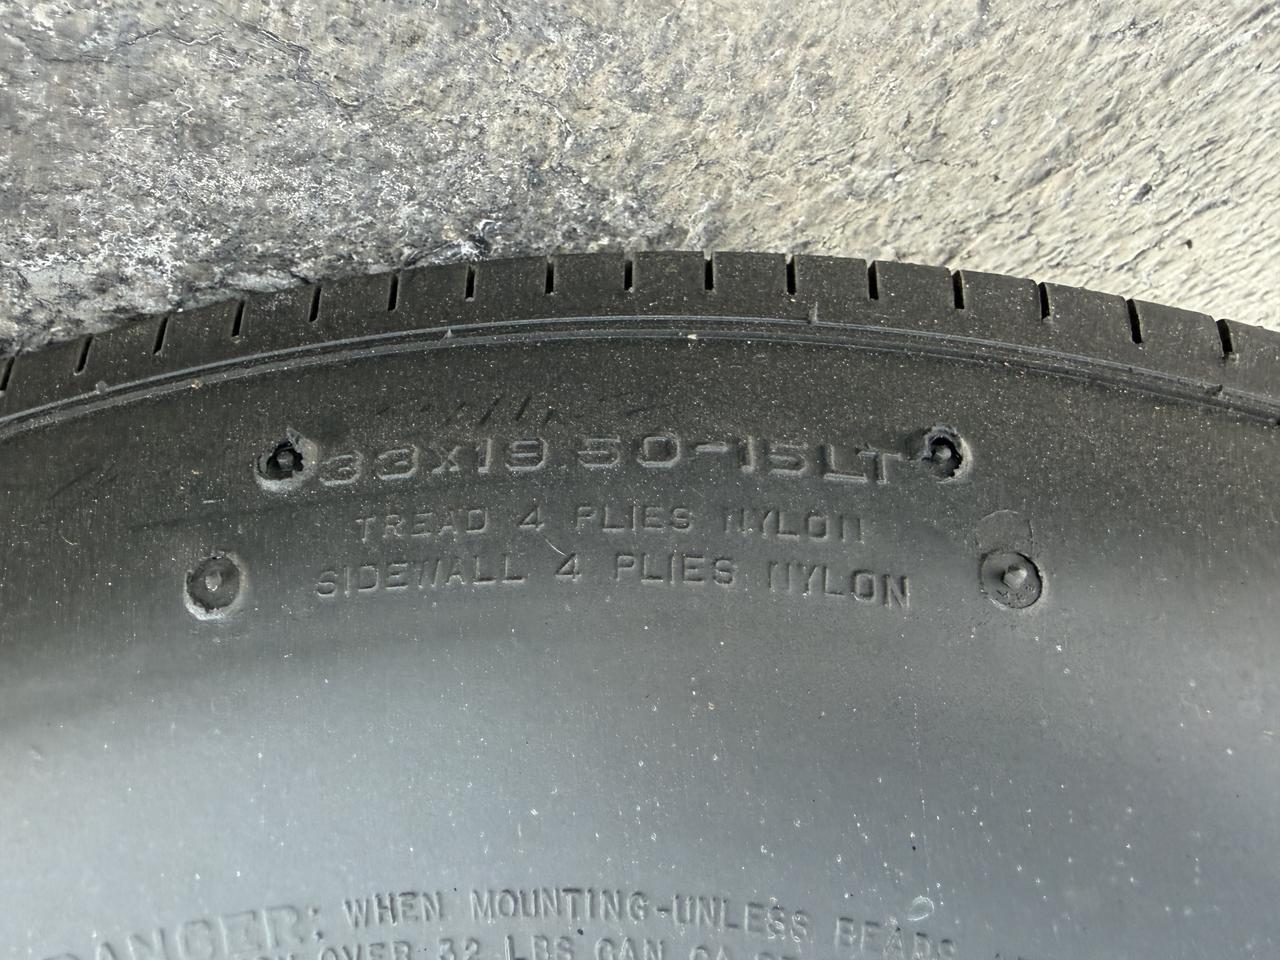 33X19 50-15LT
TREAD 4 PLIES NYLON
SIDEWALL 4 PLIES NYLON
DANGER: WHEN MOUNTING-UNLESS BEADS
OVER 32 LBS CAN